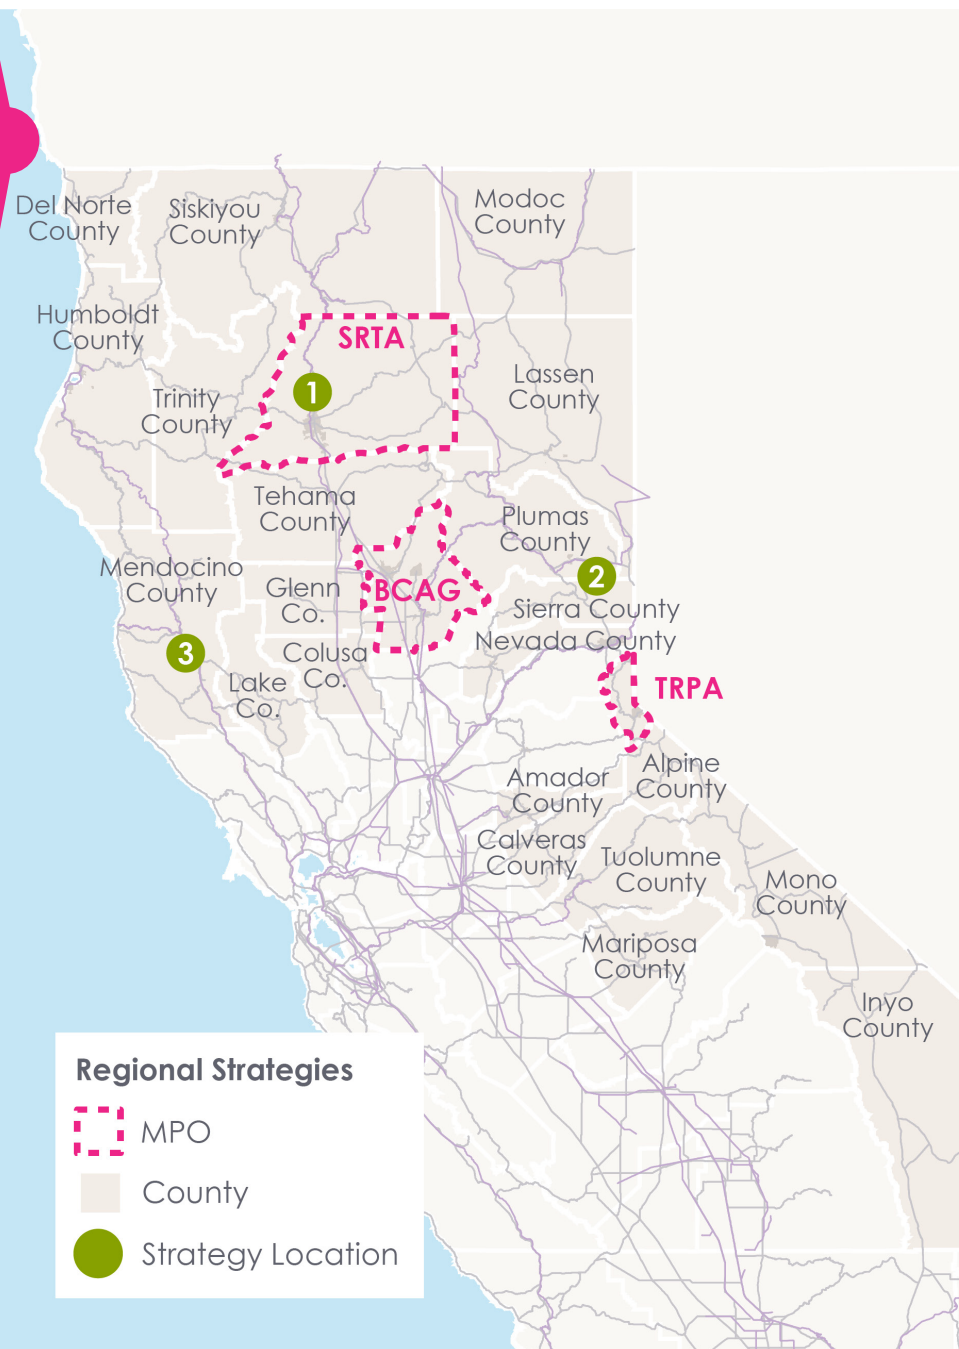 Del Norte
County
Siskiyou
County
Modoc
County
Humboldt
County
SRTA
1
Trinity
County
Lassen
County
Tehama
County
Plumas
County
Mendocino
County
Glenn
Co.
BCAG
2
Sierra County
Nevada County
3
Colusa
Co.
Lake
Co.
TRPA
Amador
County
Alpine
County
Calveras
County
Tuolumne
County
Mono
County
Mariposa
County
Inyo
County
Regional Strategies
MPO
County
Strategy Location